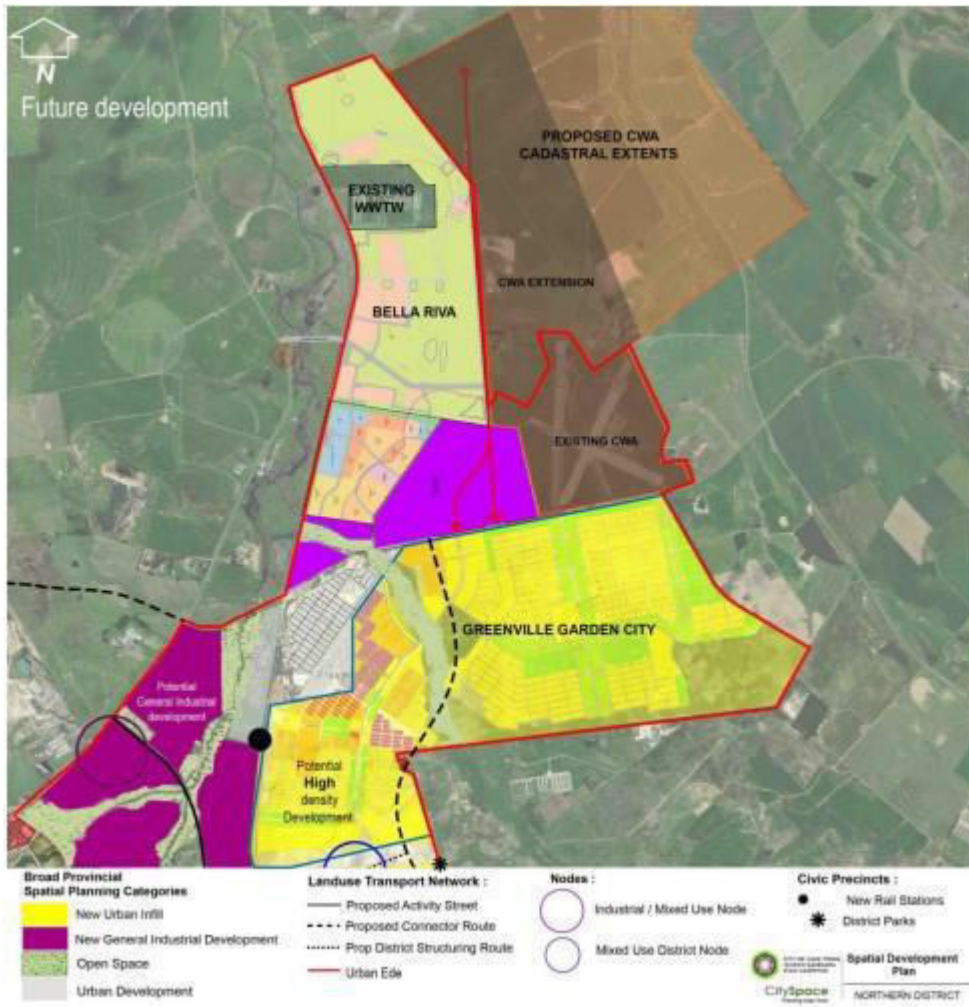 N
Future development
PROPOSED CWA
CADASTRAL EXTENTS
EXISTING
WWTW
CWA EXTENSION
BELLA RIVA
EXISTING CWA
GREENVILLE GARDEN CITY
Potential
General Industrial
development
Potential
High
density
Development
Broad Provincial
Spatial Planning Categories
New Urban Infill
New General Industrial Development
Open Space
Urban Development
Landuse Transport Network :
Proposed Activity Street
Proposed Connector Route
Prop District Structuring Route
Urban Ede
Nodes :
Industrial / Mixed Use Node
Mixed Use District Node
Civic Precincts :
New Rail Stations
District Parks
CitySpace
Spatial Development
Plan
NORTHERN DISTRICT